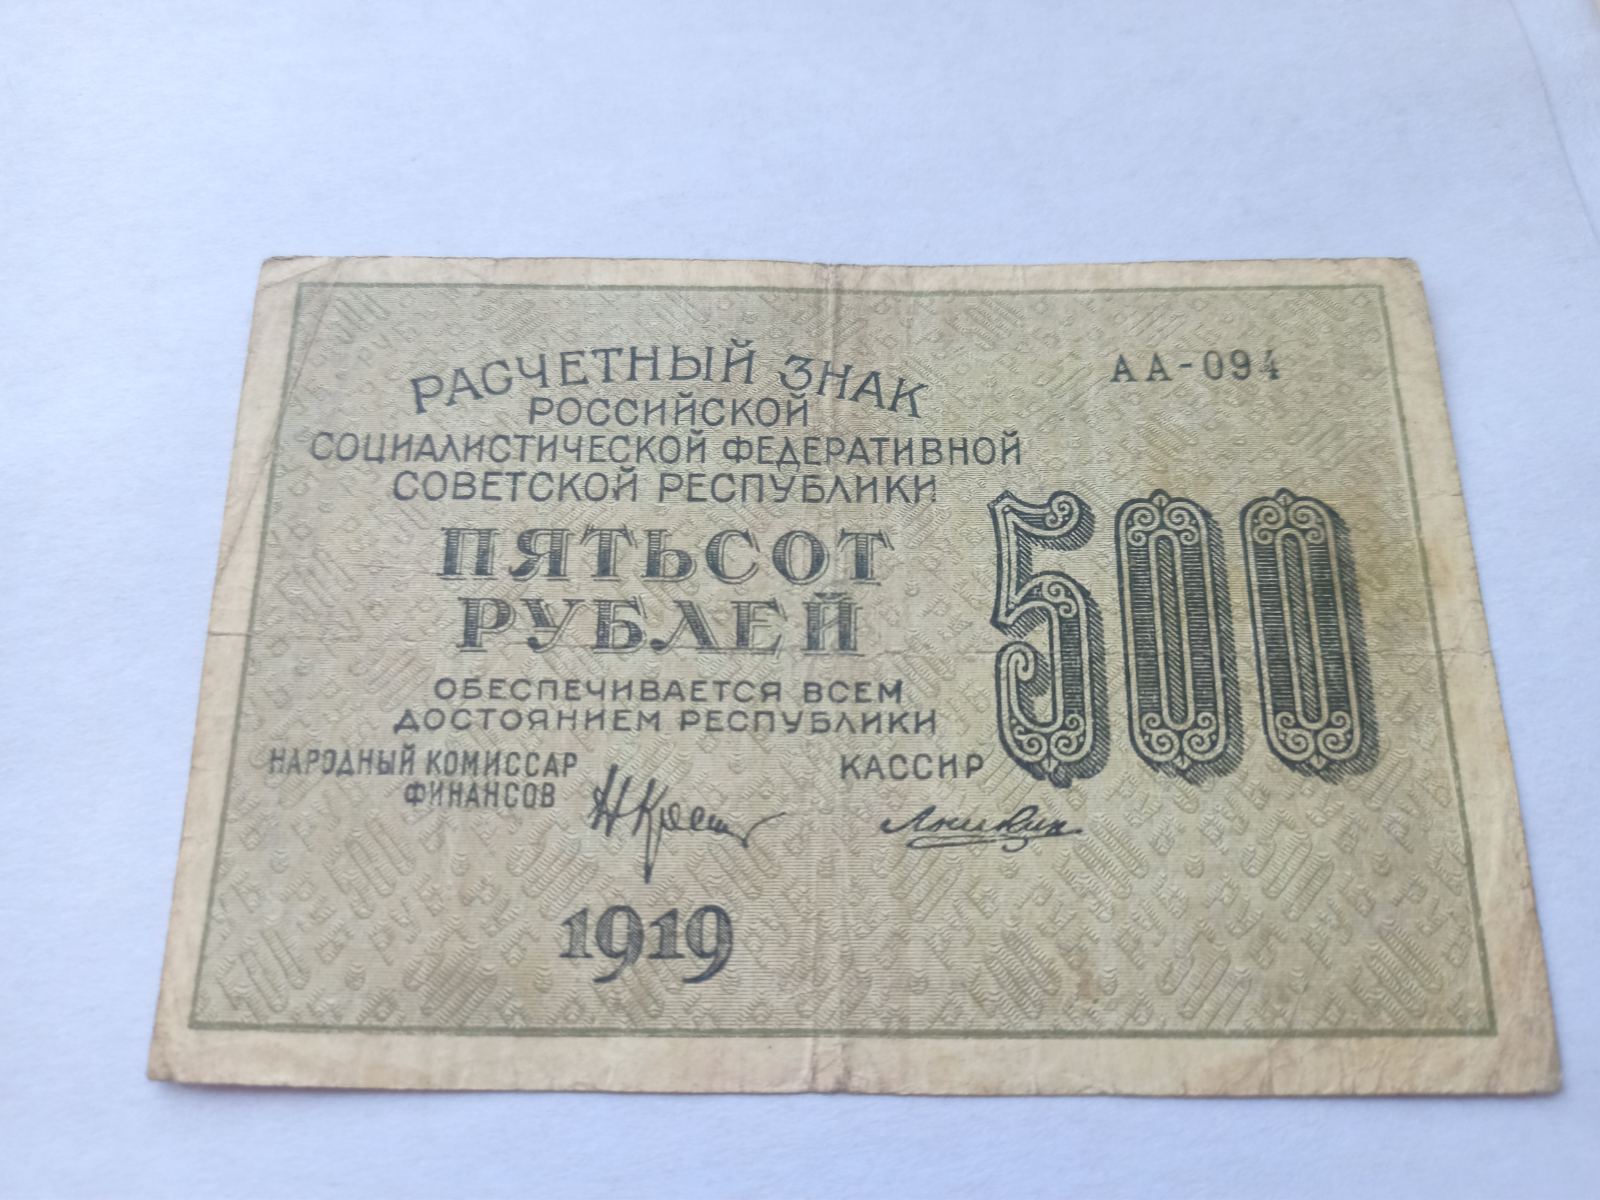 РАСЧЕТНЫЙ ЗНАК
АА-094
РОССИЙСКОЙ
СОЦИАЛИСТИЧЕСКОЙ ФЕДЕРАТИВНОЙ
СОВЕТСКОЙ РЕСПУБЛИКИ
ПЯТЬСОТ
РУБЛЕЙ
500
ОБЕСПЕЧИВАЕТСЯ ВСЕМ
ДОСТОЯНИЕМ РЕСПУБЛИКИ
НАРОДНЫЙ КОМИССАР
ФИНАНСОВ
КАССИР
1919